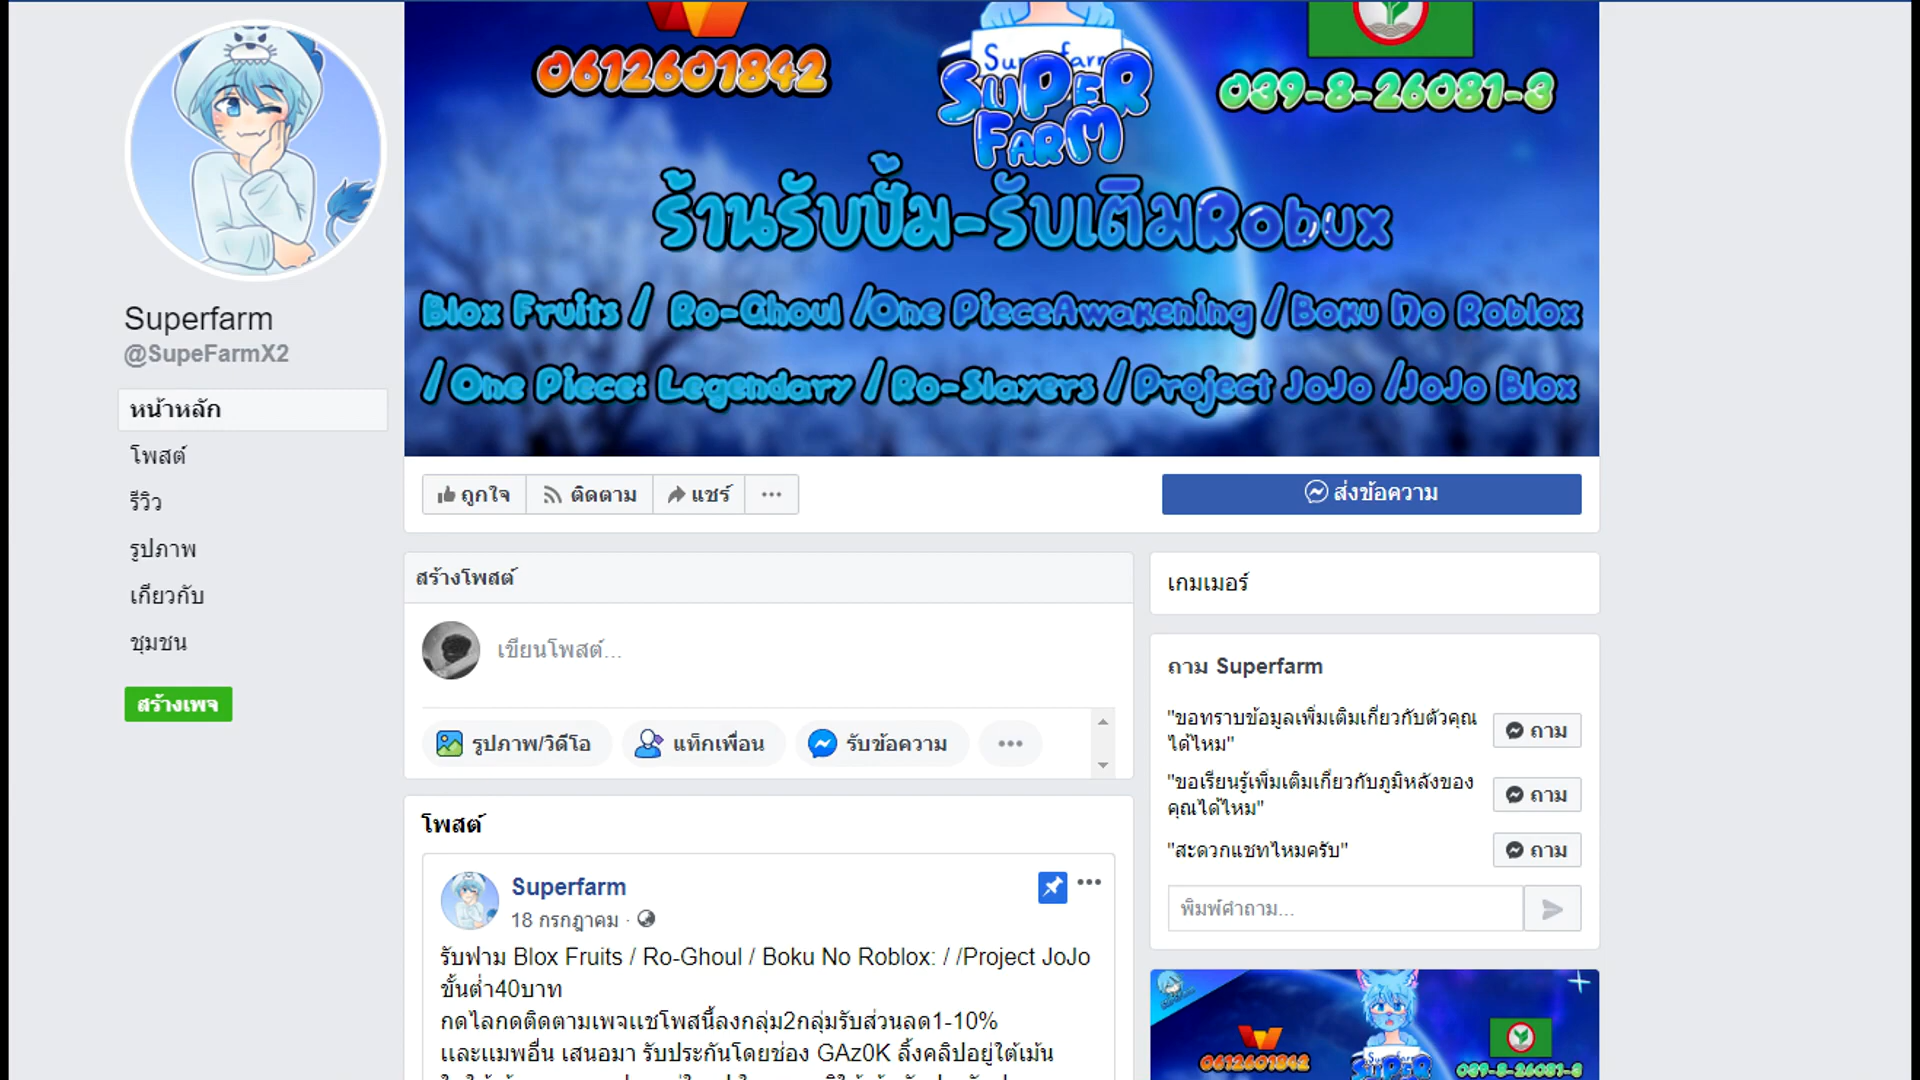 0612601842
Superfarm
SUPER
FARM
039-8-26081-3
ร้านรับปั้ม-รับเติมRobux
Blox Fruits / Ro-Ghoul /One PieceAwakening / Boku No Roblox
/ One Piece: Legendary / Ro-Slayers / Project JoJo /JoJo Blox
Superfarm
@SupeFarmX2
หน้าหลัก
โพสต์
รีวิว
รูปภาพ
เกี่ยวกับ
ชุมชน
สร้างเพจ
ถูกใจ
ติดตาม
แชร์
ส่งข้อความ
สร้างโพสต์
เขียนโพสต์...
รูปภาพ/วิดีโอ
แท็กเพื่อน
รับข้อความ
โพสต์
Superfarm
18 กรกฎาคม ·
รับฟาม Blox Fruits / Ro-Ghoul / Boku No Roblox: / /Project JoJo
ขั้นต่ำ40บาท
กดไลกดติดตามเพจแชโพสนี้ลงกลุ่ม2กลุ่มรับส่วนลด1-10%
และแมพอื่น เสนอมา รับประกันโดยช่อง GAz0K ลิ้งคลิปอยู่ใต้เม้น
เกมเมอร์
ถาม Superfarm
"ขอทราบข้อมูลเพิ่มเติมเกี่ยวกับตัวคุณ
ได้ไหม"
ถาม
"ขอเรียนรู้เพิ่มเติมเกี่ยวกับภูมิหลังของ
คุณได้ไหม"
ถาม
"สะดวกแชทไหมครับ"
ถาม
พิมพ์คำถาม...
0612601842
Superfarm
SUPER
039-8-26081-3